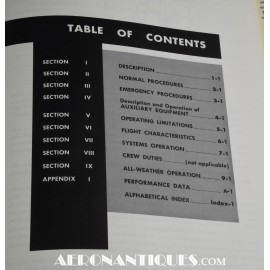 TABLE OF CONTENTS
SECTION I DESCRIPTION 1-1
SECTION II NORMAL PROCEDURES 2-1
SECTION III EMERGENCY PROCEDURES 3-1
SECTION IV Description and Operation of
AUXILIARY EQUIPMENT 4-1
SECTION V OPERATING LIMITATIONS 5-1
SECTION VI FLIGHT CHARACTERISTICS 6-1
SECTION VII SYSTEMS OPERATION 7-1
SECTION VIII CREW DUTIES (not applicable)
SECTION IX ALL-WEATHER OPERATION 9-1
APPENDIX I PERFORMANCE DATA A-1
ALPHABETICAL INDEX Index-1
AERONANTIQUES.COM